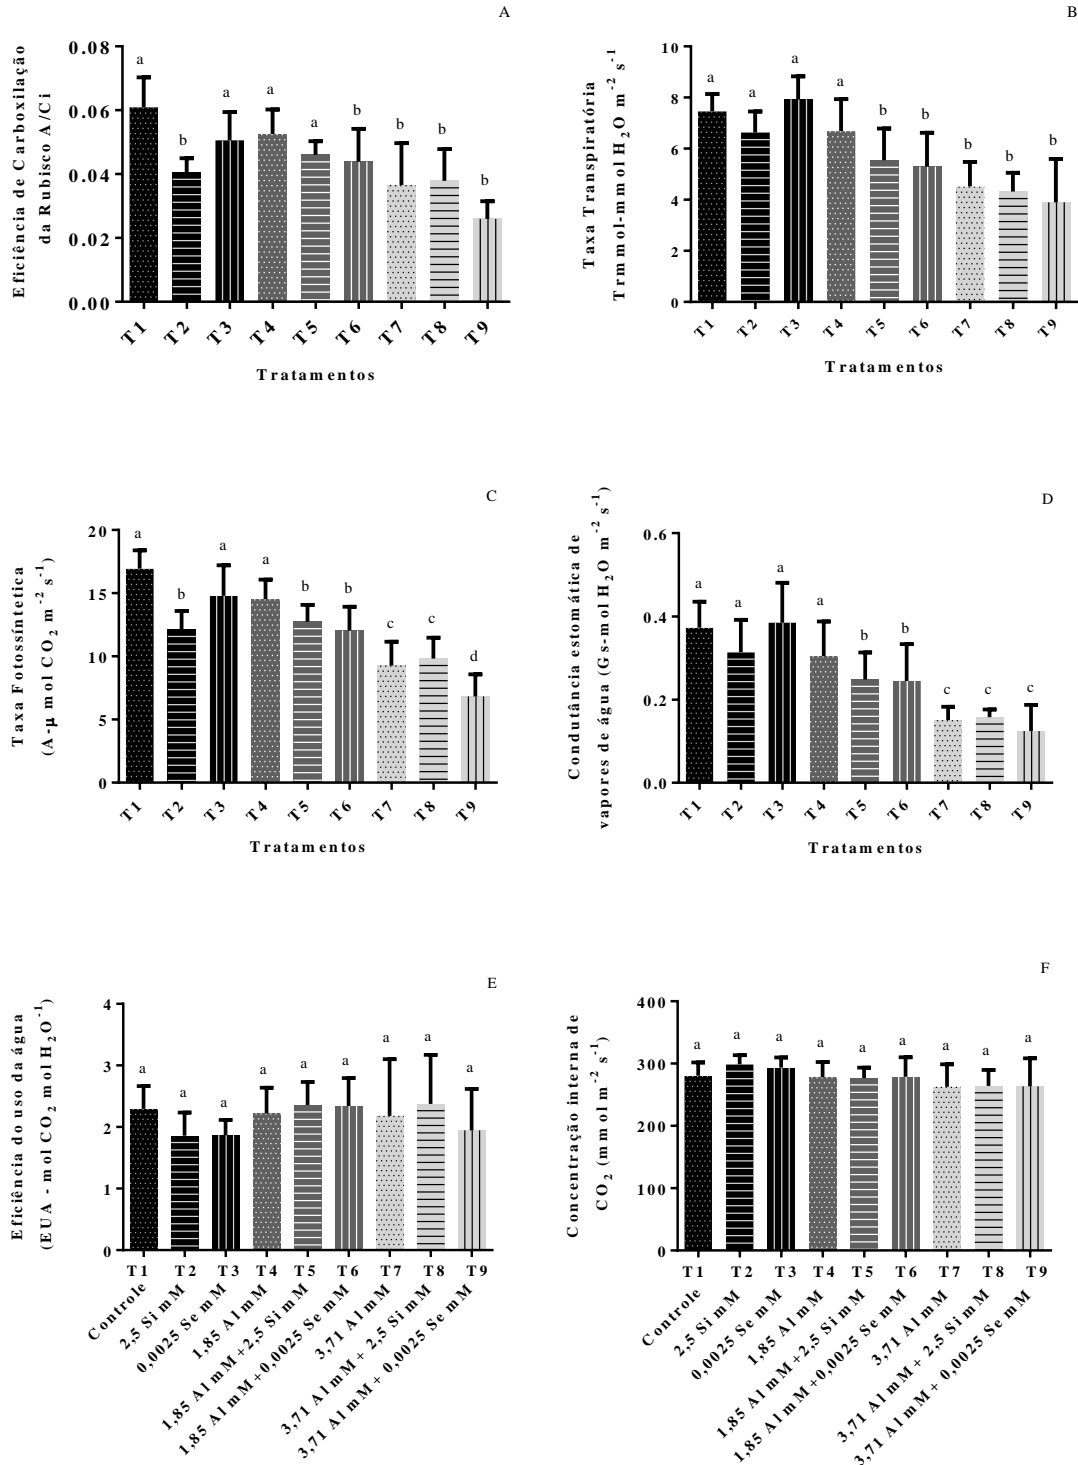 A
Eficiência de Carboxilação
da Rubisco A/Ci
0.08
0.06
0.04
0.02
0.00
a
b
a
a
a
b
b
b
b
T1
T2
T3
T4
T5
T6
T7
T8
T9
Tratamentos
B
Taxa Transpiratória
Trmmol-mmol H₂O m⁻² s⁻¹
10
8
6
4
2
0
a
a
a
a
b
b
b
b
b
T1
T2
T3
T4
T5
T6
T7
T8
T9
Tratamentos
C
Taxa Fotossíntetica
(A-µ mol CO₂ m⁻² s⁻¹)
20
15
10
5
0
a
b
a
a
b
b
c
c
d
T1
T2
T3
T4
T5
T6
T7
T8
T9
Tratamentos
D
Condutância estomática de
vapores de água (Gs-mol H₂O m⁻² s⁻¹)
0.6
0.4
0.2
0.0
a
a
a
a
b
b
c
c
c
T1
T2
T3
T4
T5
T6
T7
T8
T9
Tratamentos
E
Eficiência do uso da água
(EUA - mol CO₂ mol H₂O⁻¹)
4
3
2
1
0
a
a
a
a
a
a
a
a
a
T1 T2 T3 T4 T5 T6 T7 T8 T9
Controle
2,5 Si mM
0,0025 Se mM
1,85 Al mM
1,85 Al mM+2,5 Si mM
1,85 Al mM+0,0025 Se mM
3,71 Al mM
3,71 Al mM+ 2,5 Si mM
3,71 Al mM+ 0,0025 Se mM
F
Concentração interna de
CO₂ (mmol m⁻² s⁻¹)
400
300
200
100
0
a
a
a
a
a
a
a
a
a
T1 T2 T3 T4 T5 T6 T7 T8 T9
Controle
2,5 Si mM
0,0025 Se mM
1,85 Al mM
1,85 Al mM+2,5 Si mM
1,85 Al mM+0,0025 Se mM
3,71 Al mM
3,71 Al mM+ 2,5 Si mM
3,71 Al mM+ 0,0025 Se mM